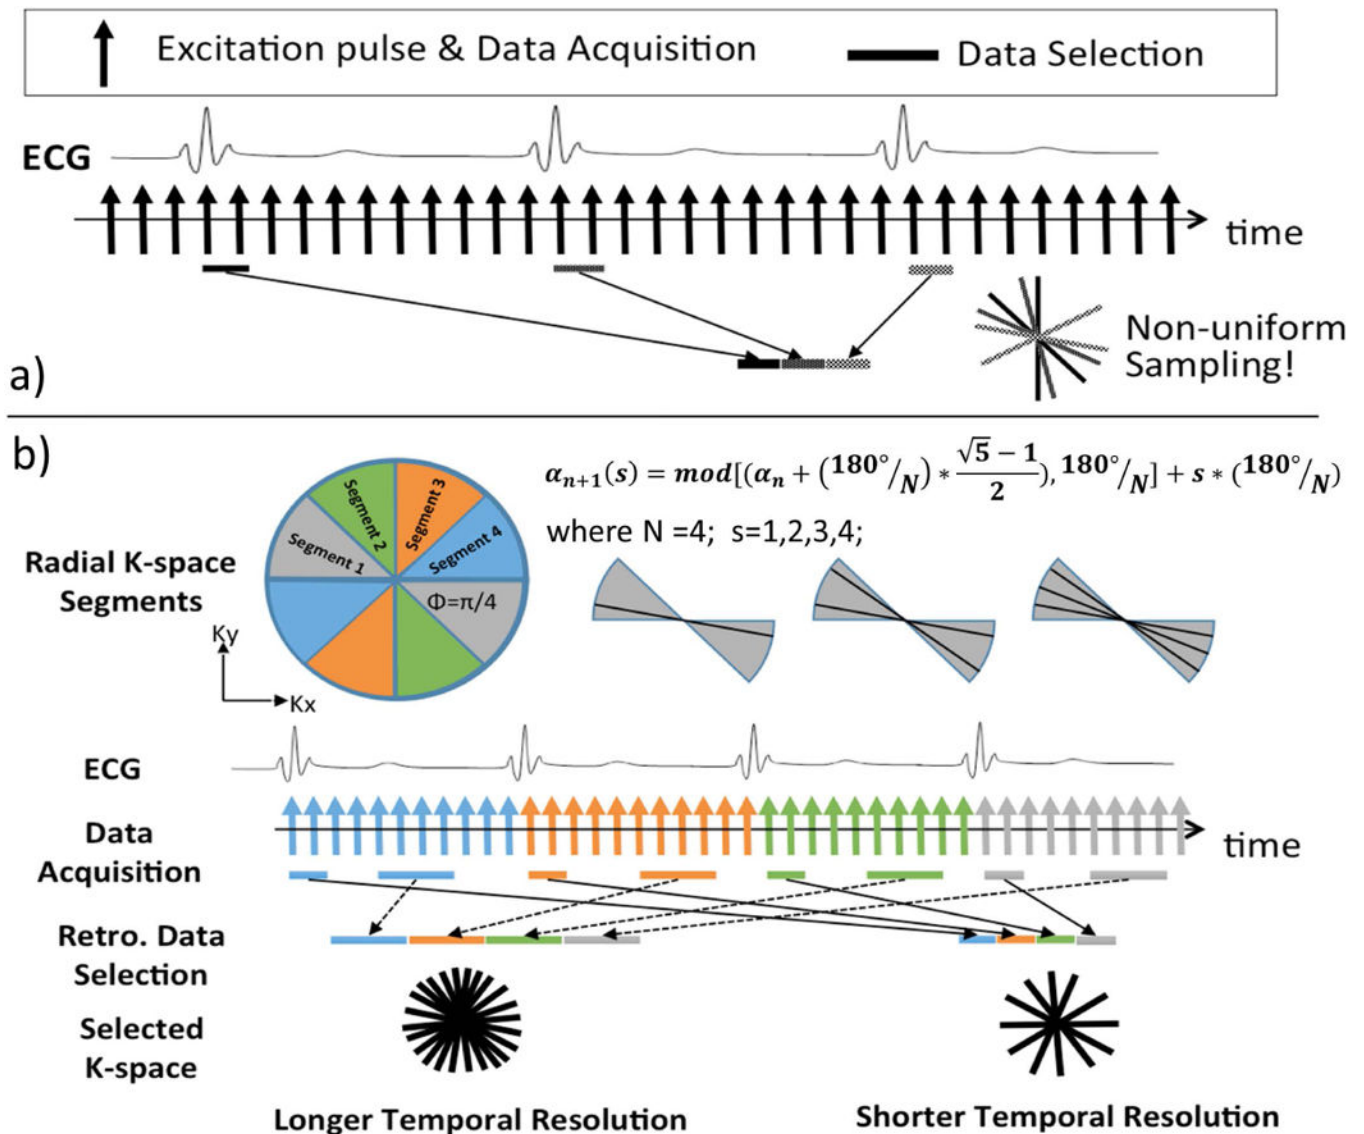 Excitation pulse & Data Acquisition
Data Selection
ECG
time
Non-uniform
Sampling!
a)
b)
α_{n+1}(s) = mod[(α_n + (180°/N) * (√5 − 1)/2), 180°/N] + s * (180°/N)
where N =4; s=1,2,3,4;
Radial K-space
Segments
Segment 1
Segment 2
Segment 3
Segment 4
Φ=π/4
Ky
Kx
ECG
Data
Acquisition
time
Retro. Data
Selection
Selected
K-space
Longer Temporal Resolution
Shorter Temporal Resolution